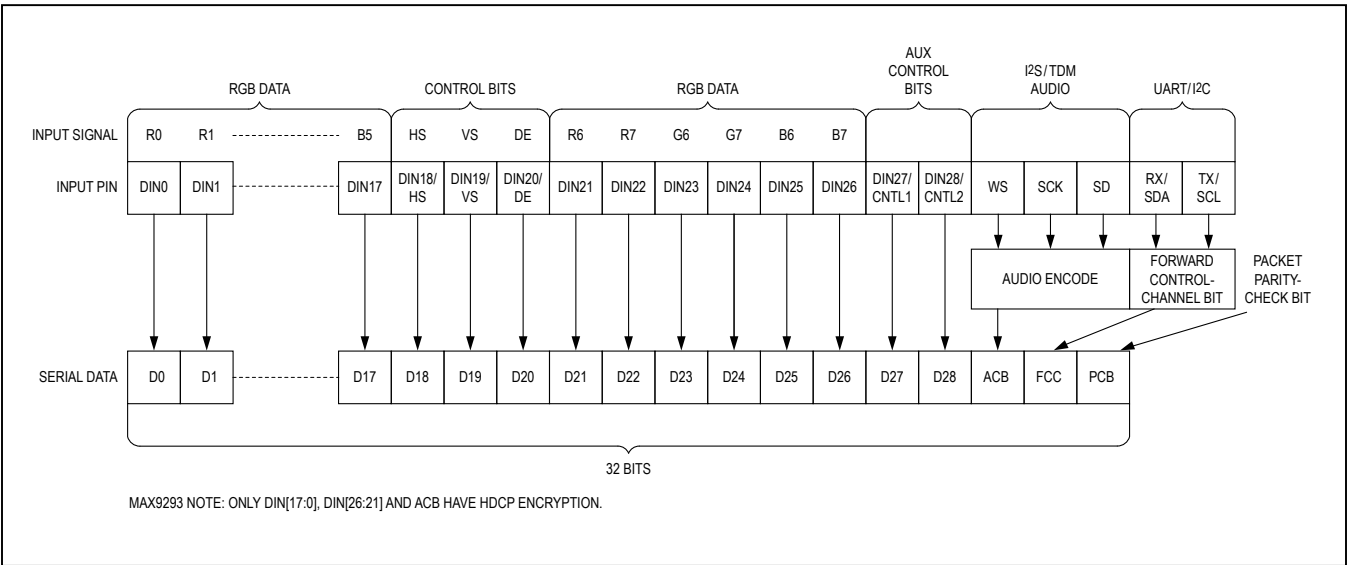 AUX
CONTROL
BITS
I2S/TDM
AUDIO
RGB DATA
CONTROL BITS
RGB DATA
UART/I2C
INPUT SIGNAL R0 R1 B5 HS VS DE R6 R7 G6 G7 B6 B7
INPUT PIN DIN0 DIN1 DIN17 DIN18/ HS DIN19/ VS DIN20/ DE DIN21 DIN22 DIN23 DIN24 DIN25 DIN26 DIN27/ CNTL1 DIN28/ CNTL2 WS SCK SD RX/ SDA TX/ SCL
AUDIO ENCODE
FORWARD
CONTROL-
CHANNEL BIT
PACKET
PARITY-
CHECK BIT
SERIAL DATA D0 D1 D17 D18 D19 D20 D21 D22 D23 D24 D25 D26 D27 D28 ACB FCC PCB
32 BITS
MAX9293 NOTE: ONLY DIN[17:0], DIN[26:21] AND ACB HAVE HDCP ENCRYPTION.